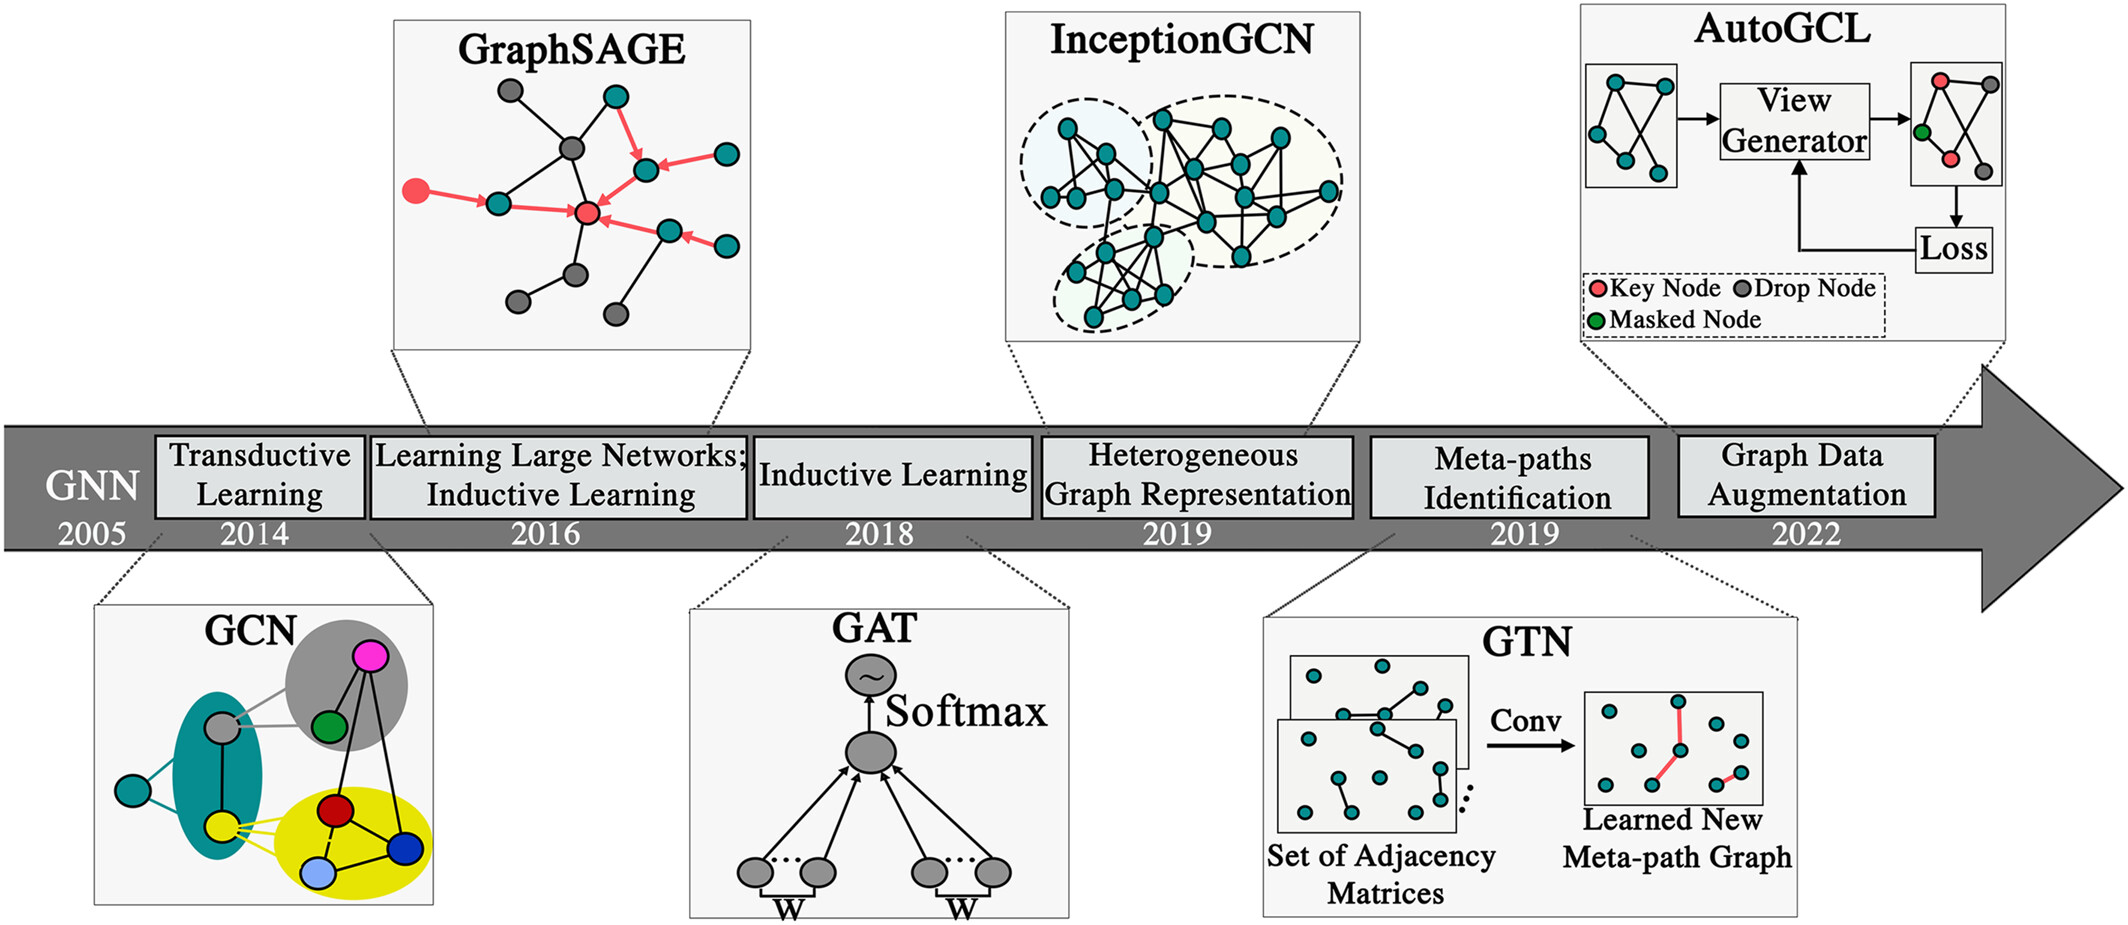 GraphSAGE
InceptionGCN
AutoGCL
View
Generator
Loss
Key Node
Drop Node
Masked Node
GNN
2005
Transductive
Learning
2014
Learning Large Networks;
Inductive Learning
2016
Inductive Learning
2018
Heterogeneous
Graph Representation
2019
Meta-paths
Identification
2019
Graph Data
Augmentation
2022
GCN
GAT
~
Softmax
W
W
GTN
Conv
Set of Adjacency
Matrices
Learned New
Meta-path Graph